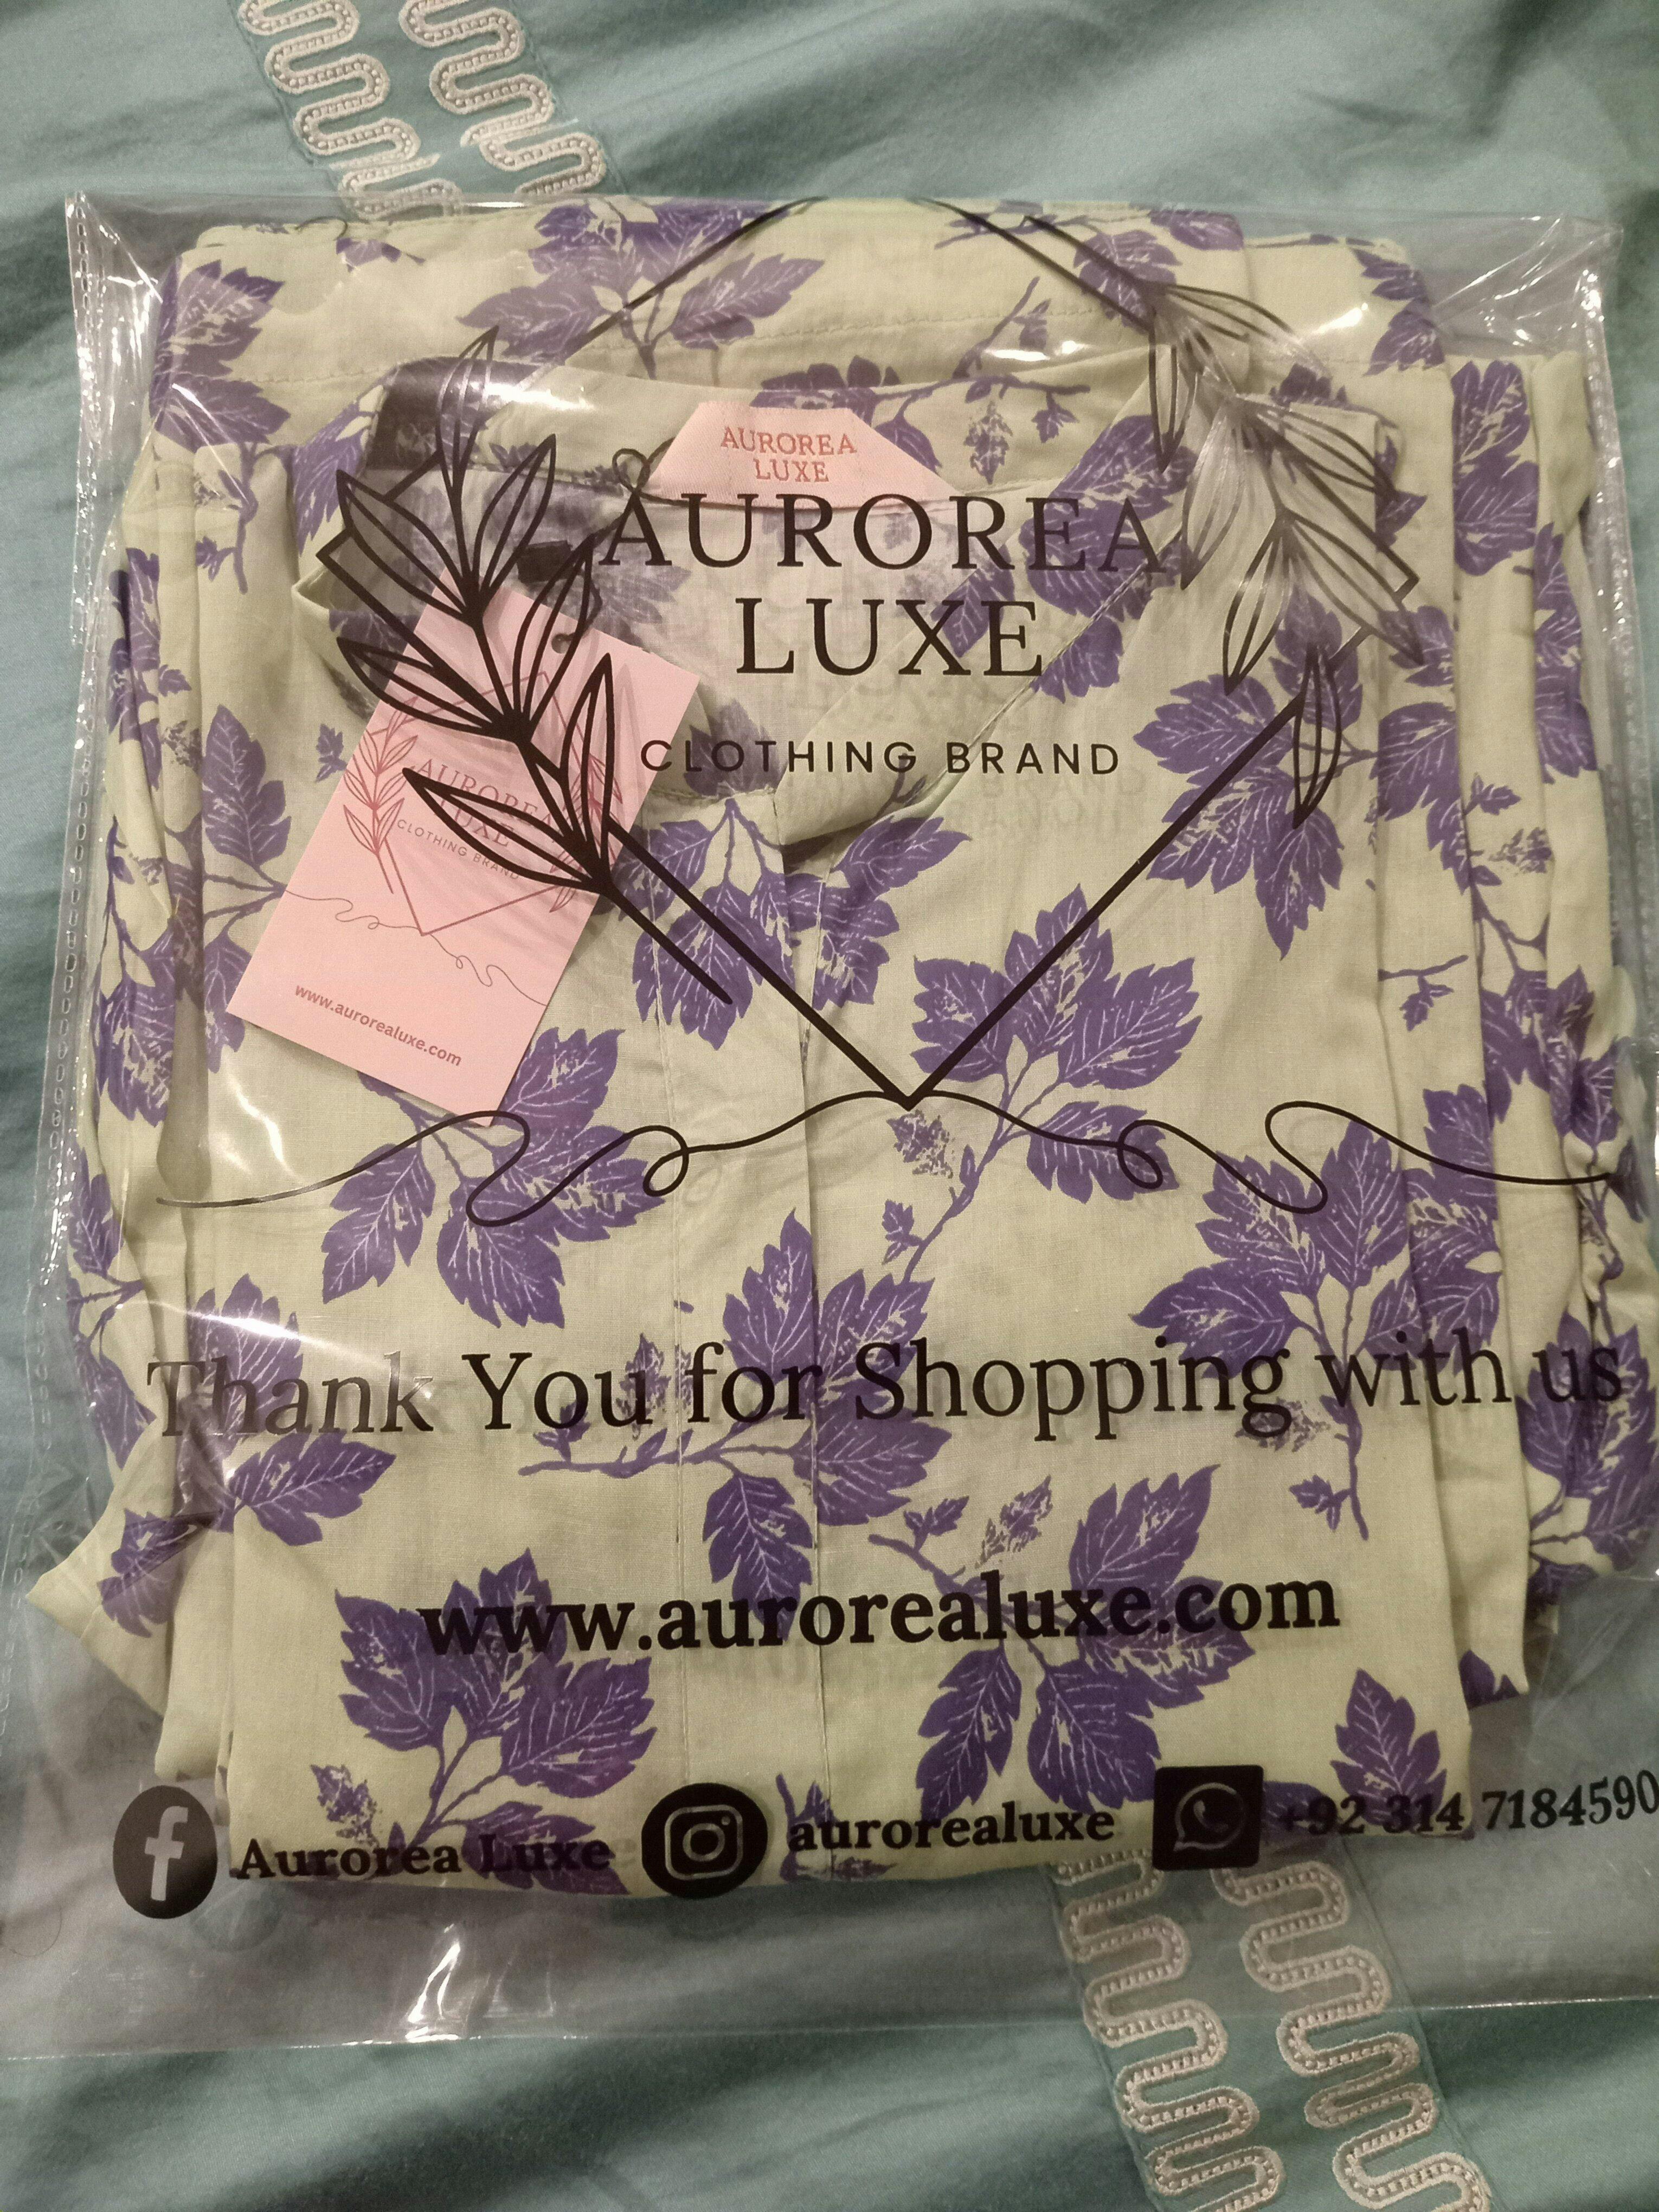 AUROREA
LUXE
AUROREA
LUXE
CLOTHING BRAND
AUROREA
LUXE
CLOTHING BRAND
www.aurorealuxe.com
Thank You for Shopping with us
www.aurorealuxe.com
Aurorea Luxe aurorealuxe +92 314 7184590